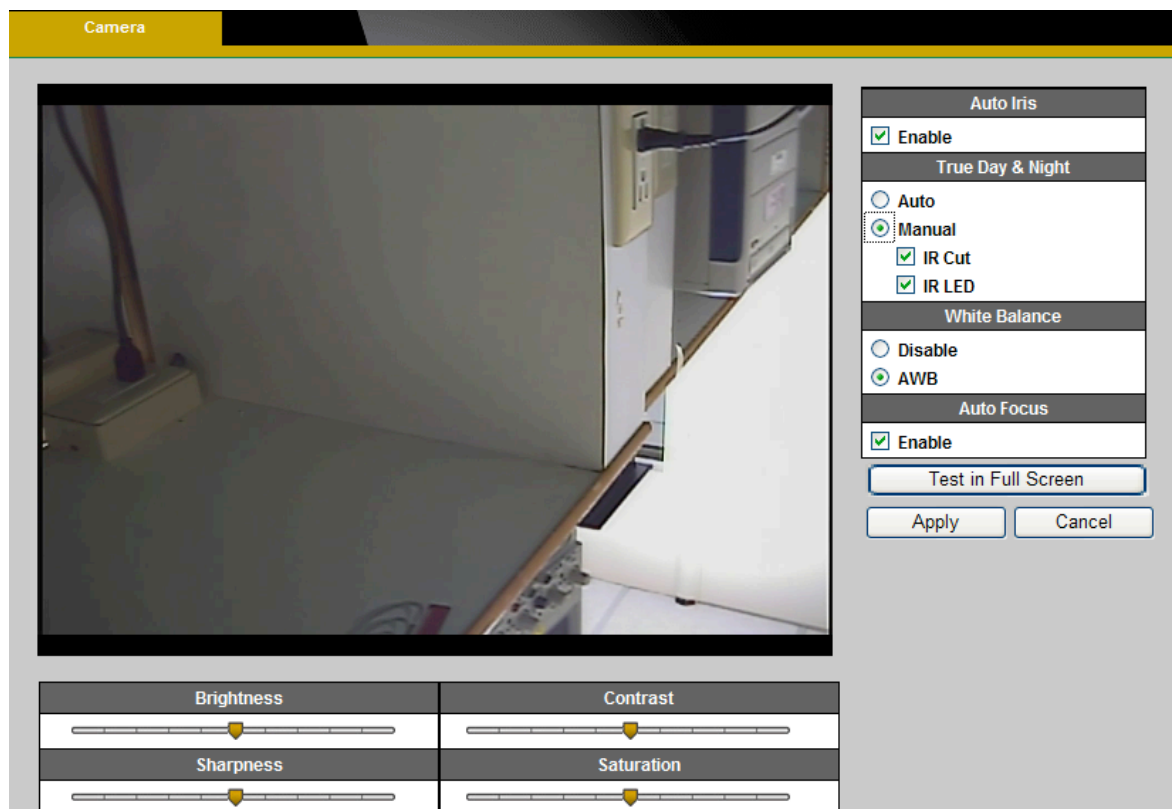 Camera
Auto Iris
Enable
True Day & Night
Auto
Manual
IR Cut
IR LED
White Balance
Disable
AWB
Auto Focus
Enable
Test in Full Screen
Apply Cancel
Brightness Contrast
Sharpness Saturation